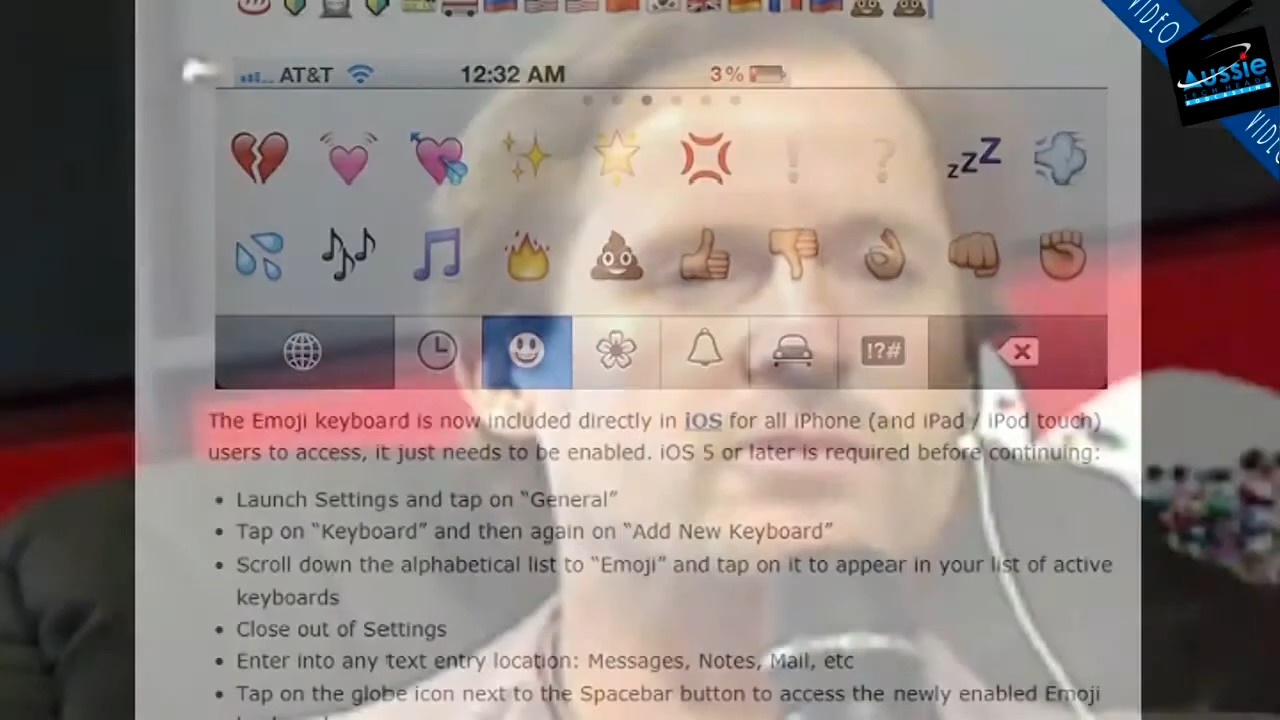 VIDEO
Aussie
TECH HEADS
PODCASTING
VIDEO
AT&T 12:32 AM 3%
zzZ
!?#
The Emoji keyboard is now included directly in iOS for all iPhone (and iPad / iPod touch)
users to access, it just needs to be enabled. iOS 5 or later is required before continuing:
• Launch Settings and tap on “General”
• Tap on “Keyboard” and then again on “Add New Keyboard”
• Scroll down the alphabetical list to “Emoji” and tap on it to appear in your list of active
keyboards
• Close out of Settings
• Enter into any text entry location: Messages, Notes, Mail, etc
• Tap on the globe icon next to the Spacebar button to access the newly enabled Emoji